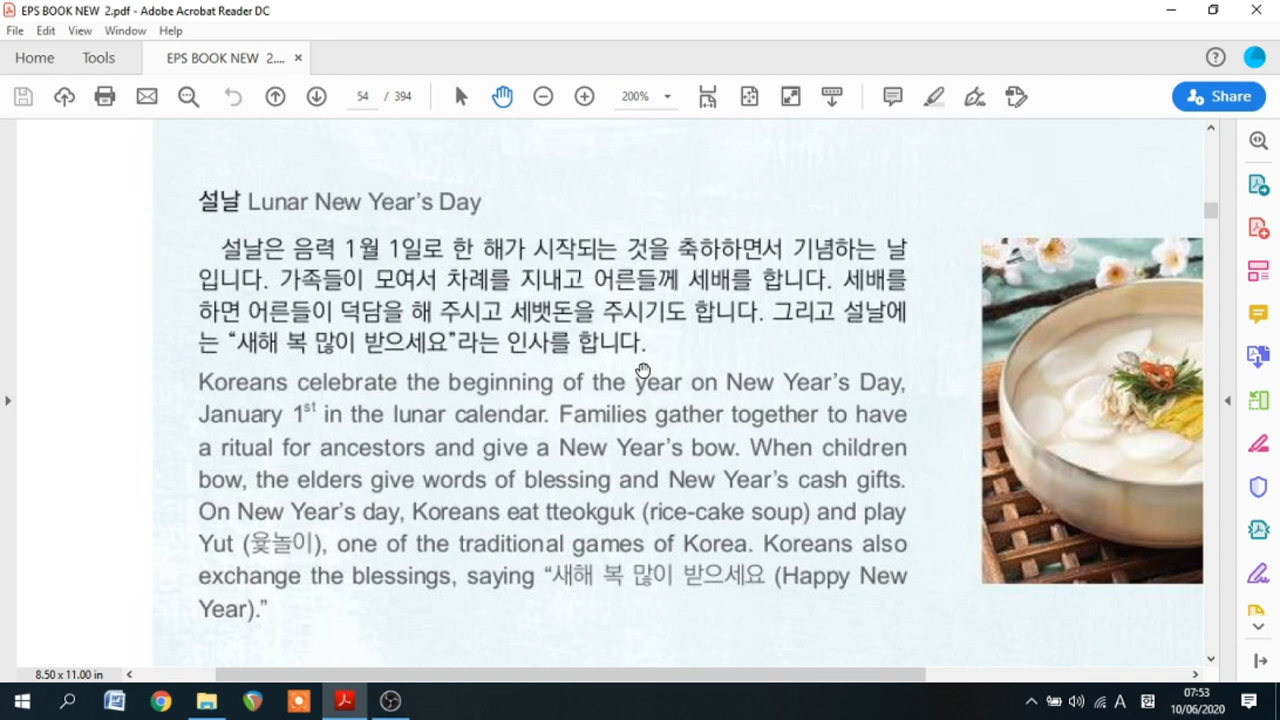 EPS BOOK NEW 2.pdf - Adobe Acrobat Reader DC
File Edit View Window Help
Home Tools EPS BOOK NEW 2.... ×
54 / 394 200% Share
설날 Lunar New Year's Day
설날은 음력 1월 1일로 한 해가 시작되는 것을 축하하면서 기념하는 날
입니다. 가족들이 모여서 차례를 지내고 어른들께 세배를 합니다. 세배를
하면 어른들이 덕담을 해 주시고 세뱃돈을 주시기도 합니다. 그리고 설날에
는 “새해 복 많이 받으세요”라는 인사를 합니다.
Koreans celebrate the beginning of the year on New Year's Day,
January 1st in the lunar calendar. Families gather together to have
a ritual for ancestors and give a New Year's bow. When children
bow, the elders give words of blessing and New Year's cash gifts.
On New Year's day, Koreans eat tteokguk (rice-cake soup) and play
Yut (윷놀이), one of the traditional games of Korea. Koreans also
exchange the blessings, saying “새해 복 많이 받으세요 (Happy New
Year).”
8.50 x 11.00 in
A 한 07:53
10/06/2020